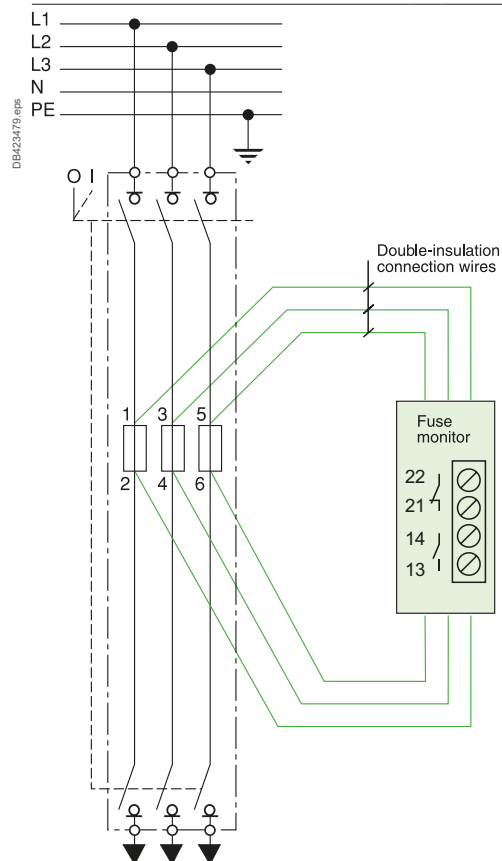 L1
L2
L3
N
PE
DB423479.eps
O I
Double-insulation
connection wires
1 3 5
2 4 6
Fuse
monitor
22
21
14
13